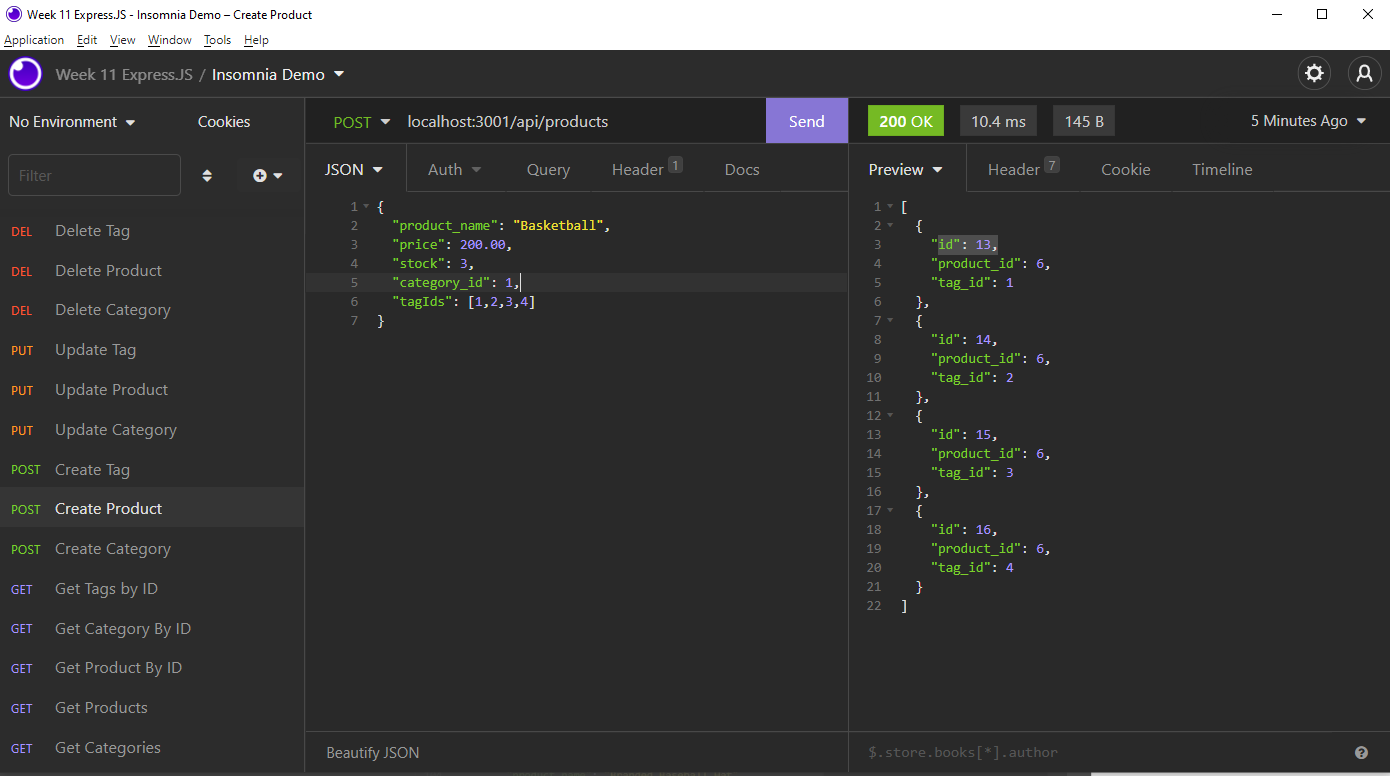 Week 11 Express.JS - Insomnia Demo – Create Product
Application Edit View Window Tools Help
Week 11 Express.JS / Insomnia Demo
No Environment Cookies
Filter
DEL Delete Tag
DEL Delete Product
DEL Delete Category
PUT Update Tag
PUT Update Product
PUT Update Category
POST Create Tag
POST Create Product
POST Create Category
GET Get Tags by ID
GET Get Category By ID
GET Get Product By ID
GET Get Products
GET Get Categories
POST localhost:3001/api/products Send
JSON Auth Query Header 1 Docs
1 {
2 "product_name": "Basketball",
3 "price": 200.00,
4 "stock": 3,
5 "category_id": 1,
6 "tagIds": [1,2,3,4]
7 }
Beautify JSON
200 OK 10.4 ms 145 B 5 Minutes Ago
Preview Header 7 Cookie Timeline
1 [
2 {
3 "id": 13,
4 "product_id": 6,
5 "tag_id": 1
6 },
7 {
8 "id": 14,
9 "product_id": 6,
10 "tag_id": 2
11 },
12 {
13 "id": 15,
14 "product_id": 6,
15 "tag_id": 3
16 },
17 {
18 "id": 16,
19 "product_id": 6,
20 "tag_id": 4
21 }
22 ]
$.store.books[*].author